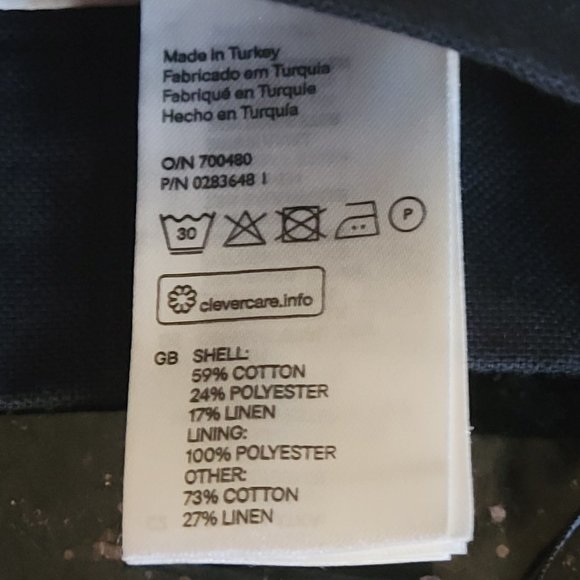 Made in Turkey
Fabricado em Turquia
Fabriqué en Turquie
Hecho en Turquía
O/N 700480
P/N 0283648 1
30
P
clevercare.info
GB SHELL:
59% COTTON
24% POLYESTER
17% LINEN
LINING:
100% POLYESTER
OTHER:
73% COTTON
27% LINEN